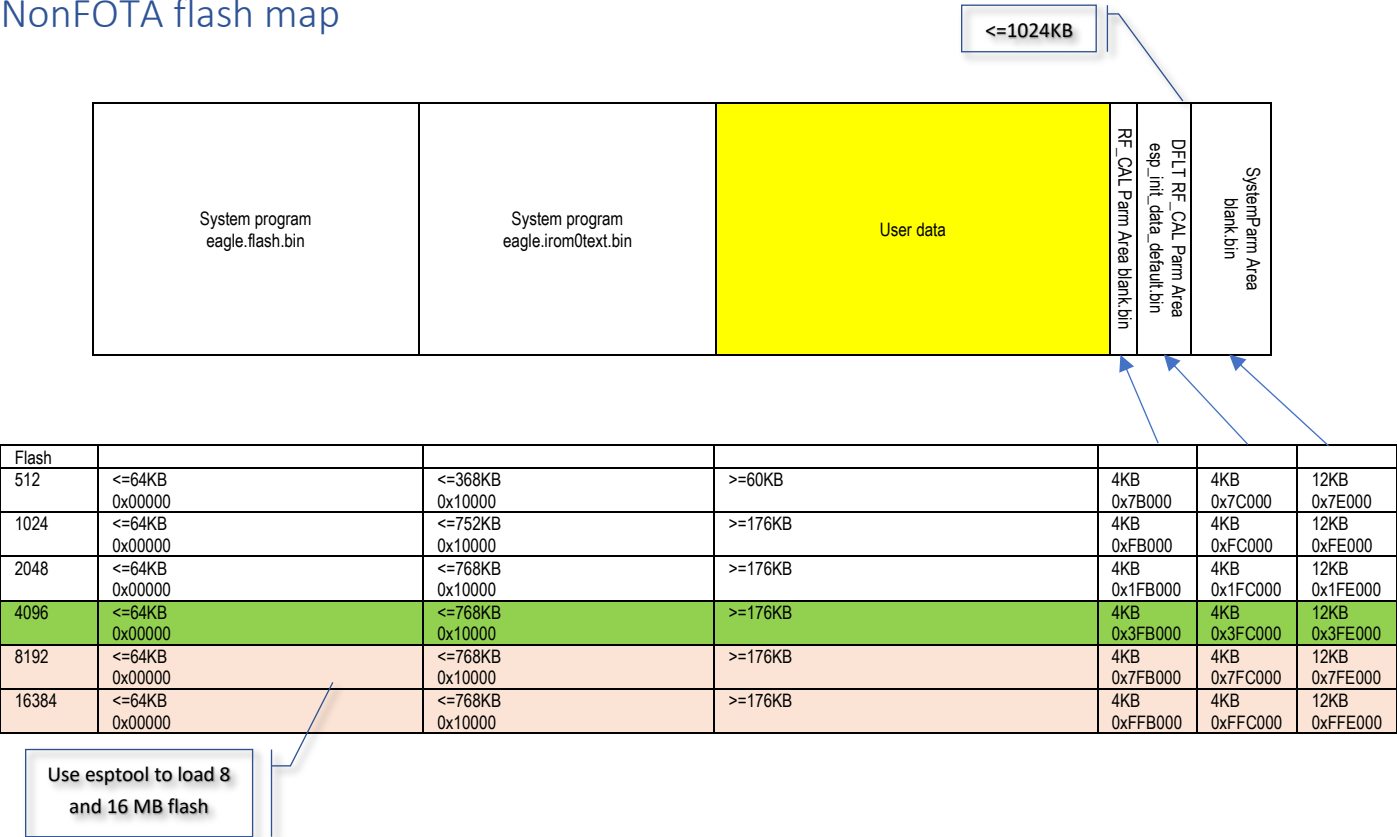 NonFOTA flash map
<=1024KB
System program
eagle.flash.bin
System program
eagle.irom0text.bin
User data
RF_CAL Parm Area blank.bin
DFLT RF_CAL Parm Area
esp_init_data_default.bin
SystemParm Area
blank.bin
Flash
512 <=64KB <=368KB >=60KB 4KB 4KB 12KB
0x00000 0x10000 0x7B000 0x7C000 0x7E000
1024 <=64KB <=752KB >=176KB 4KB 4KB 12KB
0x00000 0x10000 0xFB000 0xFC000 0xFE000
2048 <=64KB <=768KB >=176KB 4KB 4KB 12KB
0x00000 0x10000 0x1FB000 0x1FC000 0x1FE000
4096 <=64KB <=768KB >=176KB 4KB 4KB 12KB
0x00000 0x10000 0x3FB000 0x3FC000 0x3FE000
8192 <=64KB <=768KB >=176KB 4KB 4KB 12KB
0x00000 0x10000 0x7FB000 0x7FC000 0x7FE000
16384 <=64KB <=768KB >=176KB 4KB 4KB 12KB
0x00000 0x10000 0xFFB000 0xFFC000 0xFFE000
Use esptool to load 8
and 16 MB flash